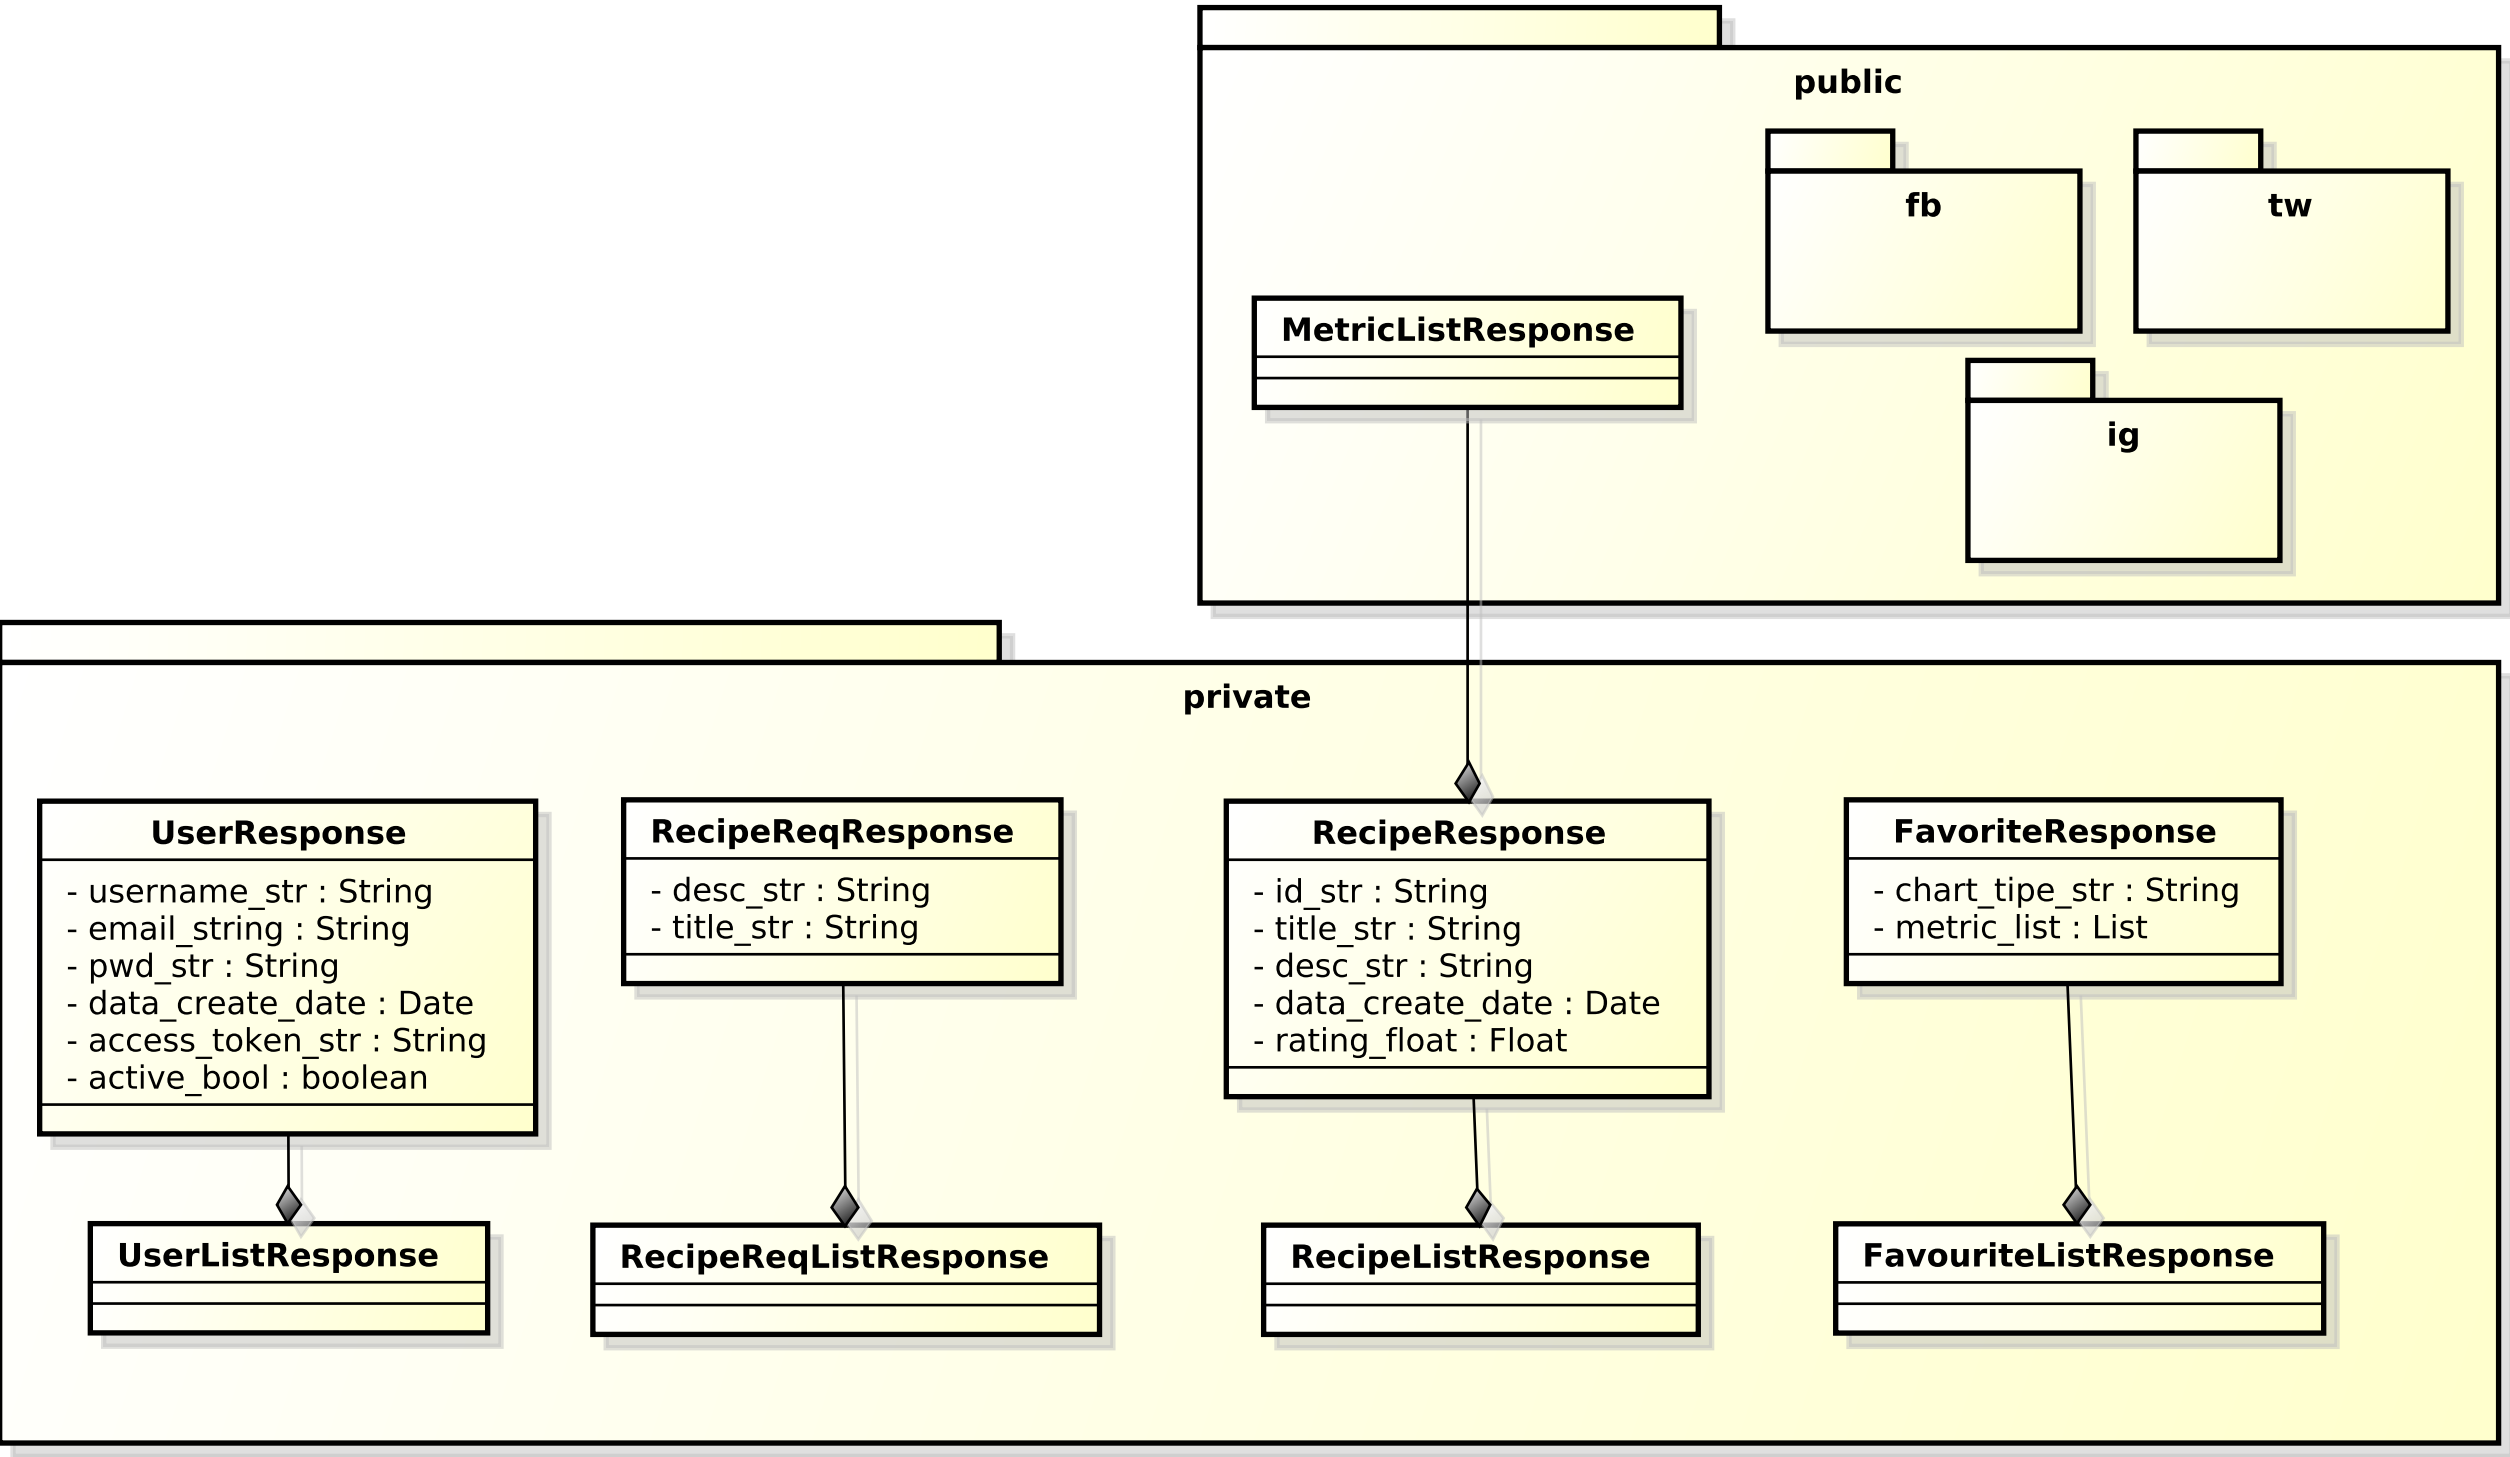 public
fb
tw
MetricListResponse
ig
private
UserResponse
- username_str : String
- email_string : String
- pwd_str : String
- data_create_date : Date
- access_token_str : String
- active_bool : boolean
RecipeReqResponse
- desc_str : String
- title_str : String
RecipeResponse
- id_str : String
- title_str : String
- desc_str : String
- data_create_date : Date
- rating_float : Float
FavoriteResponse
- chart_tipe_str : String
- metric_list : List
UserListResponse
RecipeReqListResponse
RecipeListResponse
FavouriteListResponse